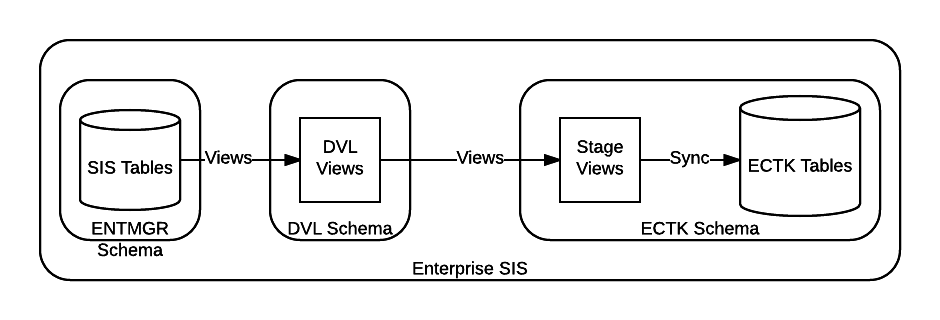 SIS Tables
Views
DVL
Views
Views
Stage
Views
Sync
ECTK Tables
ENTMGR
Schema
DVL Schema
ECTK Schema
Enterprise SIS